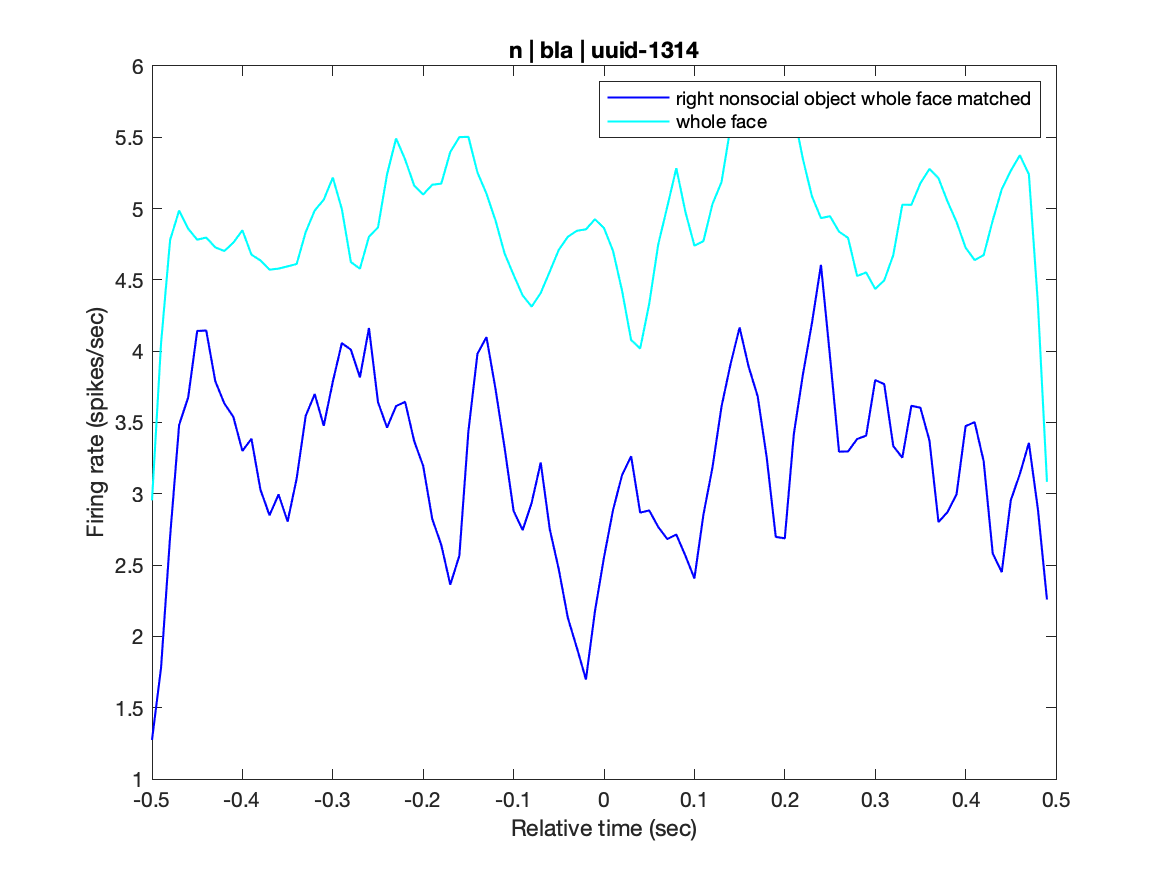 n | bla | uuid-1314
right nonsocial object whole face matched
whole face
6
5.5
5
4.5
4
3.5
3
2.5
2
1.5
1
Firing rate (spikes/sec)
-0.5 -0.4 -0.3 -0.2 -0.1 0 0.1 0.2 0.3 0.4 0.5
Relative time (sec)